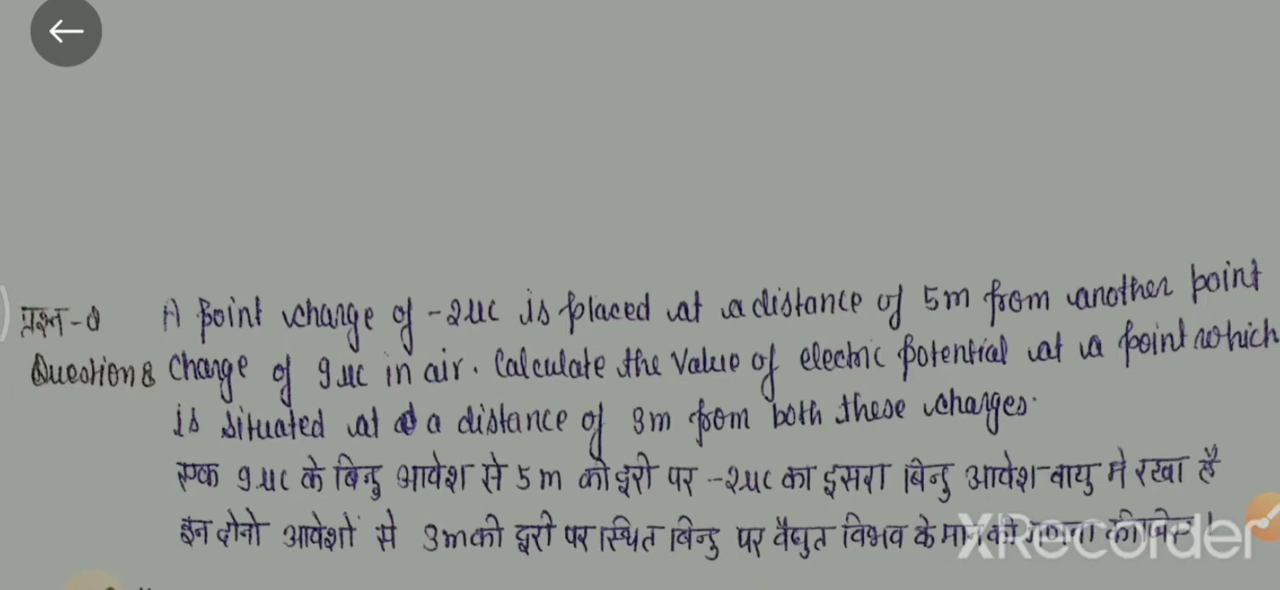 प्रश्न-8 A point charge of -2μc is placed at a distance of 5m from another point
Question 8 charge of 9μc in air. Calculate the value of electric potential at a point which
is situated at a distance of 3m from both these charges.
एक 9μc के बिन्दु आवेश से 5m की दूरी पर -2μc का दूसरा बिन्दु आवेश वायु मे रखा है
इन दोनो आवेशों से 3m की दूरी पर स्थित बिन्दु पर वैद्युत विभव के मान की गणना कीजिए।
XRecorder